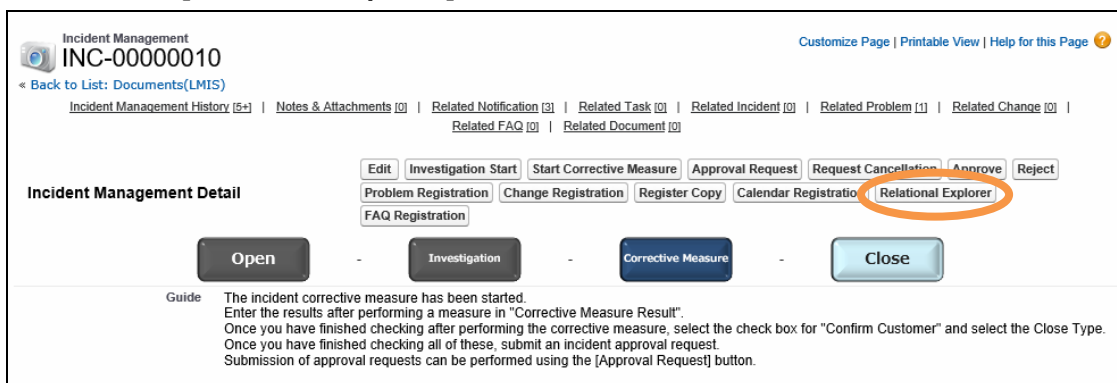 Incident Management
INC-00000010
Customize Page | Printable View | Help for this Page ?
« Back to List: Documents(LMIS)
Incident Management History [5+] | Notes & Attachments [0] | Related Notification [3] | Related Task [0] | Related Incident [0] | Related Problem [1] | Related Change [0] |
Related FAQ [0] | Related Document [0]
Incident Management Detail
Edit Investigation Start Start Corrective Measure Approval Request Request Cancellation Approve Reject
Problem Registration Change Registration Register Copy Calendar Registration Relational Explorer
FAQ Registration
Open - Investigation - Corrective Measure - Close
Guide The incident corrective measure has been started.
Enter the results after performing a measure in "Corrective Measure Result".
Once you have finished checking after performing the corrective measure, select the check box for "Confirm Customer" and select the Close Type.
Once you have finished checking all of these, submit an incident approval request.
Submission of approval requests can be performed using the [Approval Request] button.